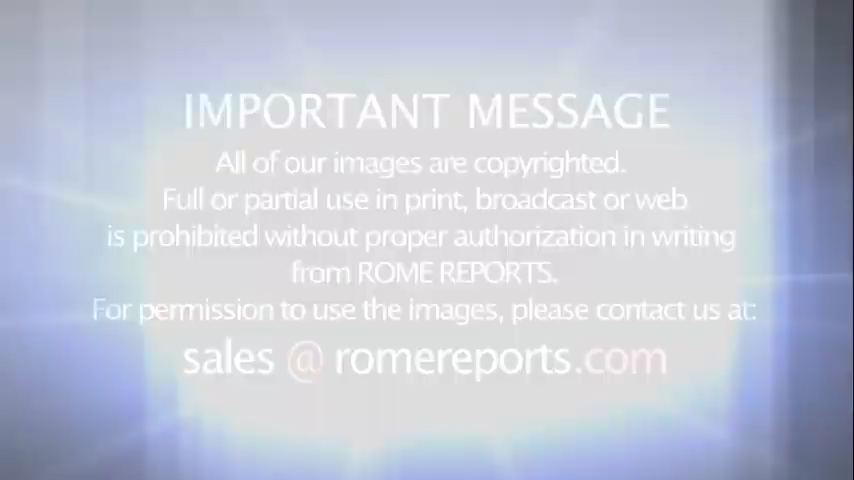 IMPORTANT MESSAGE
All of our images are copyrighted.
Full or partial use in print, broadcast or web
is prohibited without proper authorization in writing
from ROME REPORTS.
For permission to use the images, please contact us at:
sales @ romereports.com